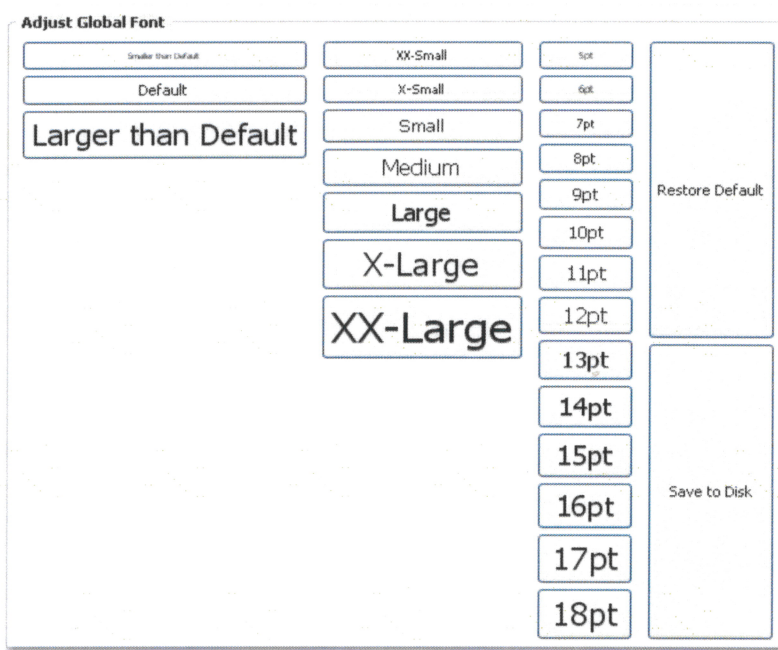 Adjust Global Font
Smaller than Default
Default
Larger than Default
XX-Small
X-Small
Small
Medium
Large
X-Large
XX-Large
5pt
6pt
7pt
8pt
9pt
10pt
11pt
12pt
13pt
14pt
15pt
16pt
17pt
18pt
Restore Default
Save to Disk